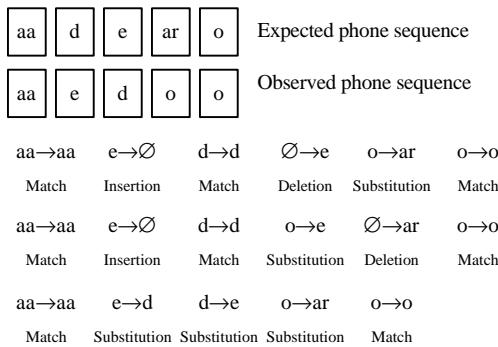 aa d e ar o Expected phone sequence
aa e d o o Observed phone sequence
aa→aa e→∅ d→d ∅→e o→ar o→o
Match Insertion Match Deletion Substitution Match
aa→aa e→∅ d→d o→e ∅→ar o→o
Match Insertion Match Substitution Deletion Match
aa→aa e→d d→e o→ar o→o
Match Substitution Substitution Substitution Match